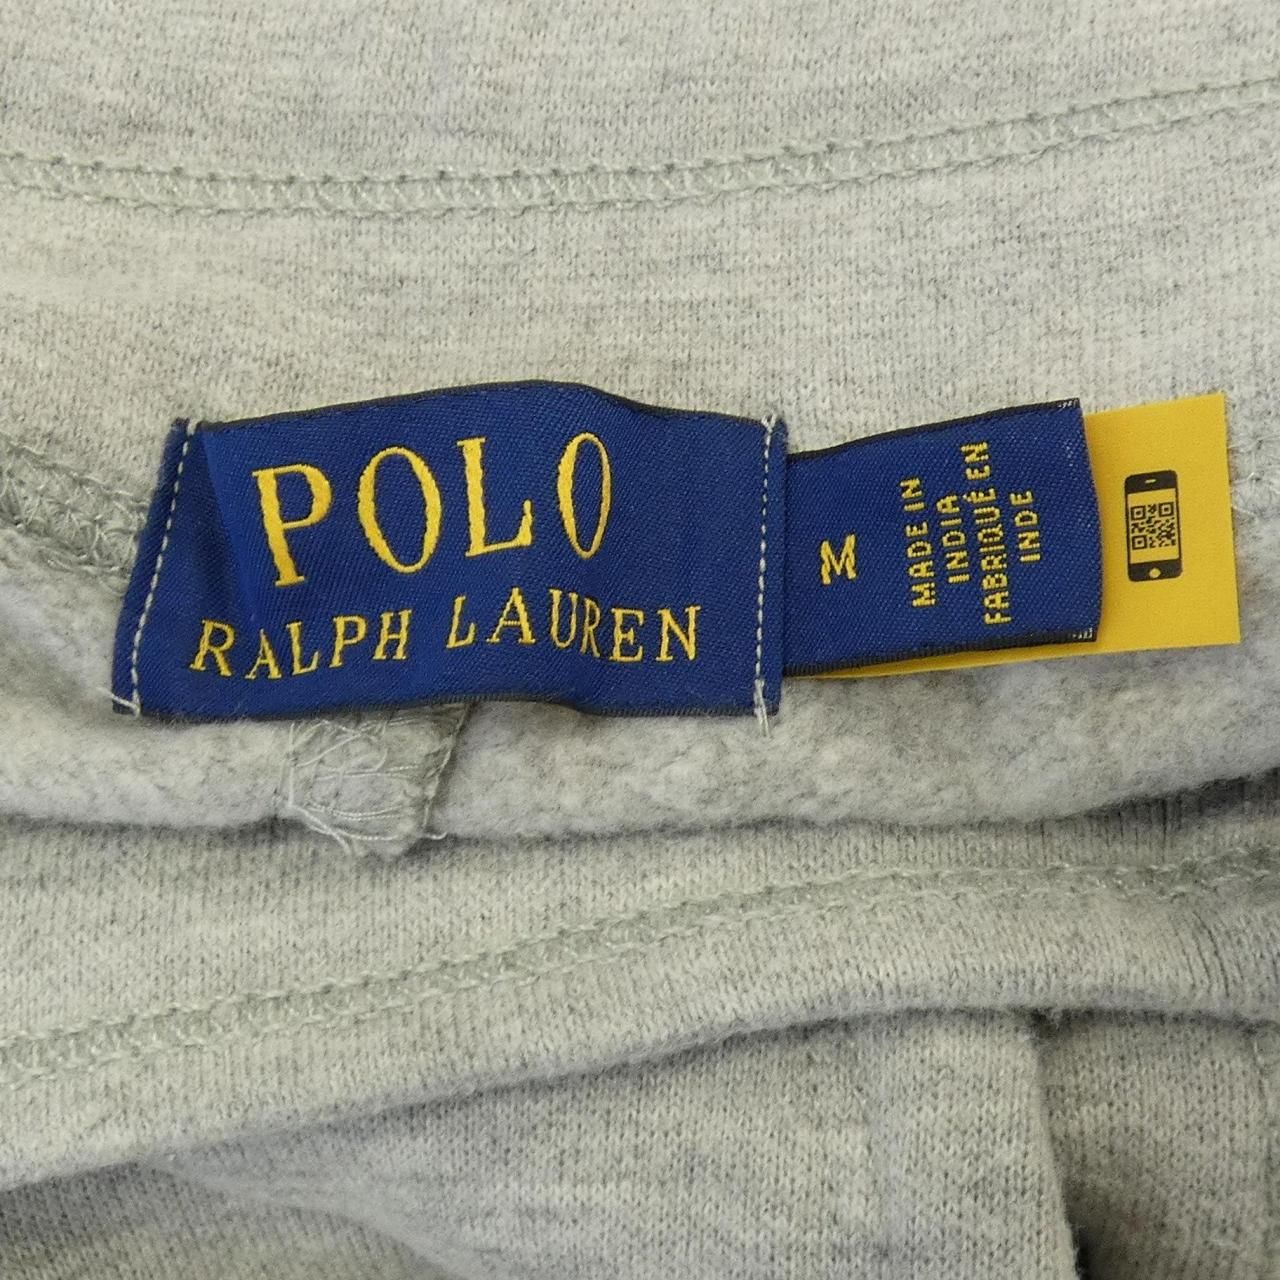 POLO
RALPH LAUREN
M
MADE IN
INDIA
FABRIQUÉ EN
INDE